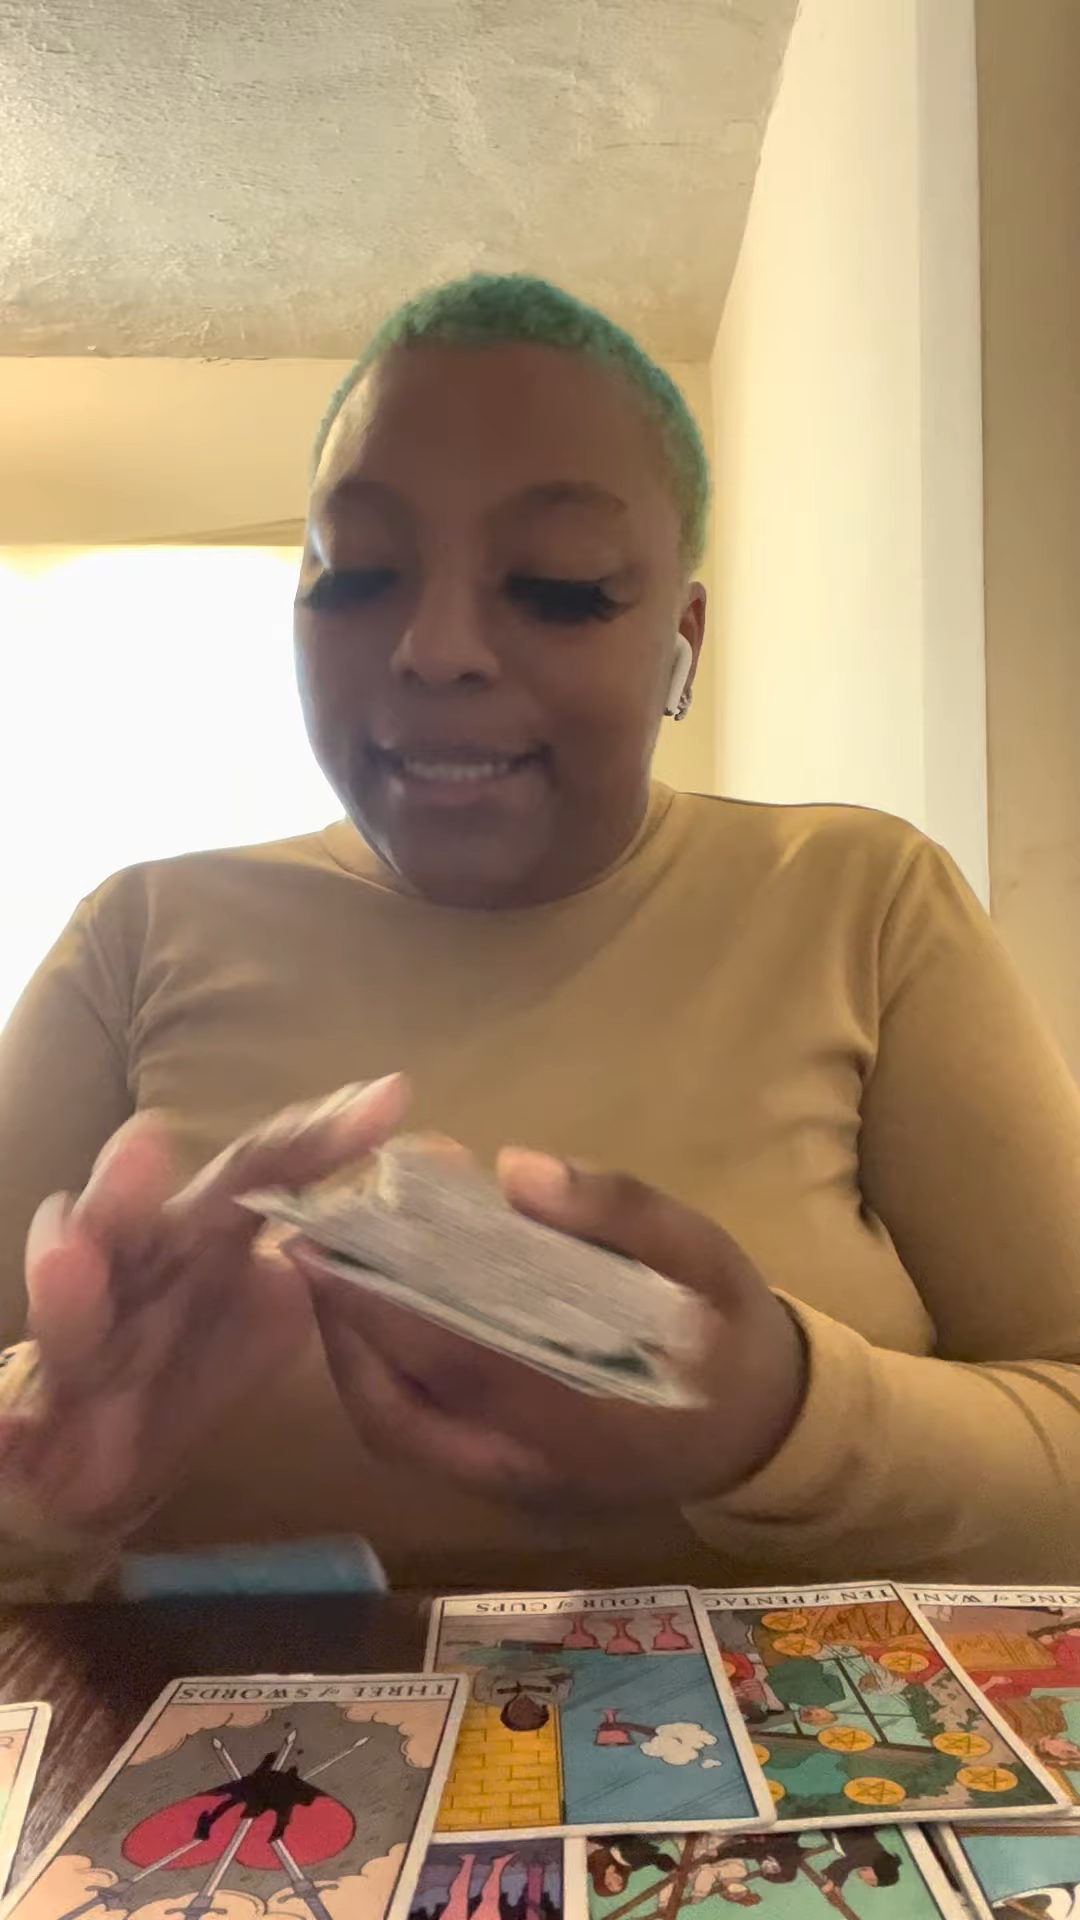 THREE of SWORDS
FOUR of CUPS
TEN of PENTAC
KING of WAN